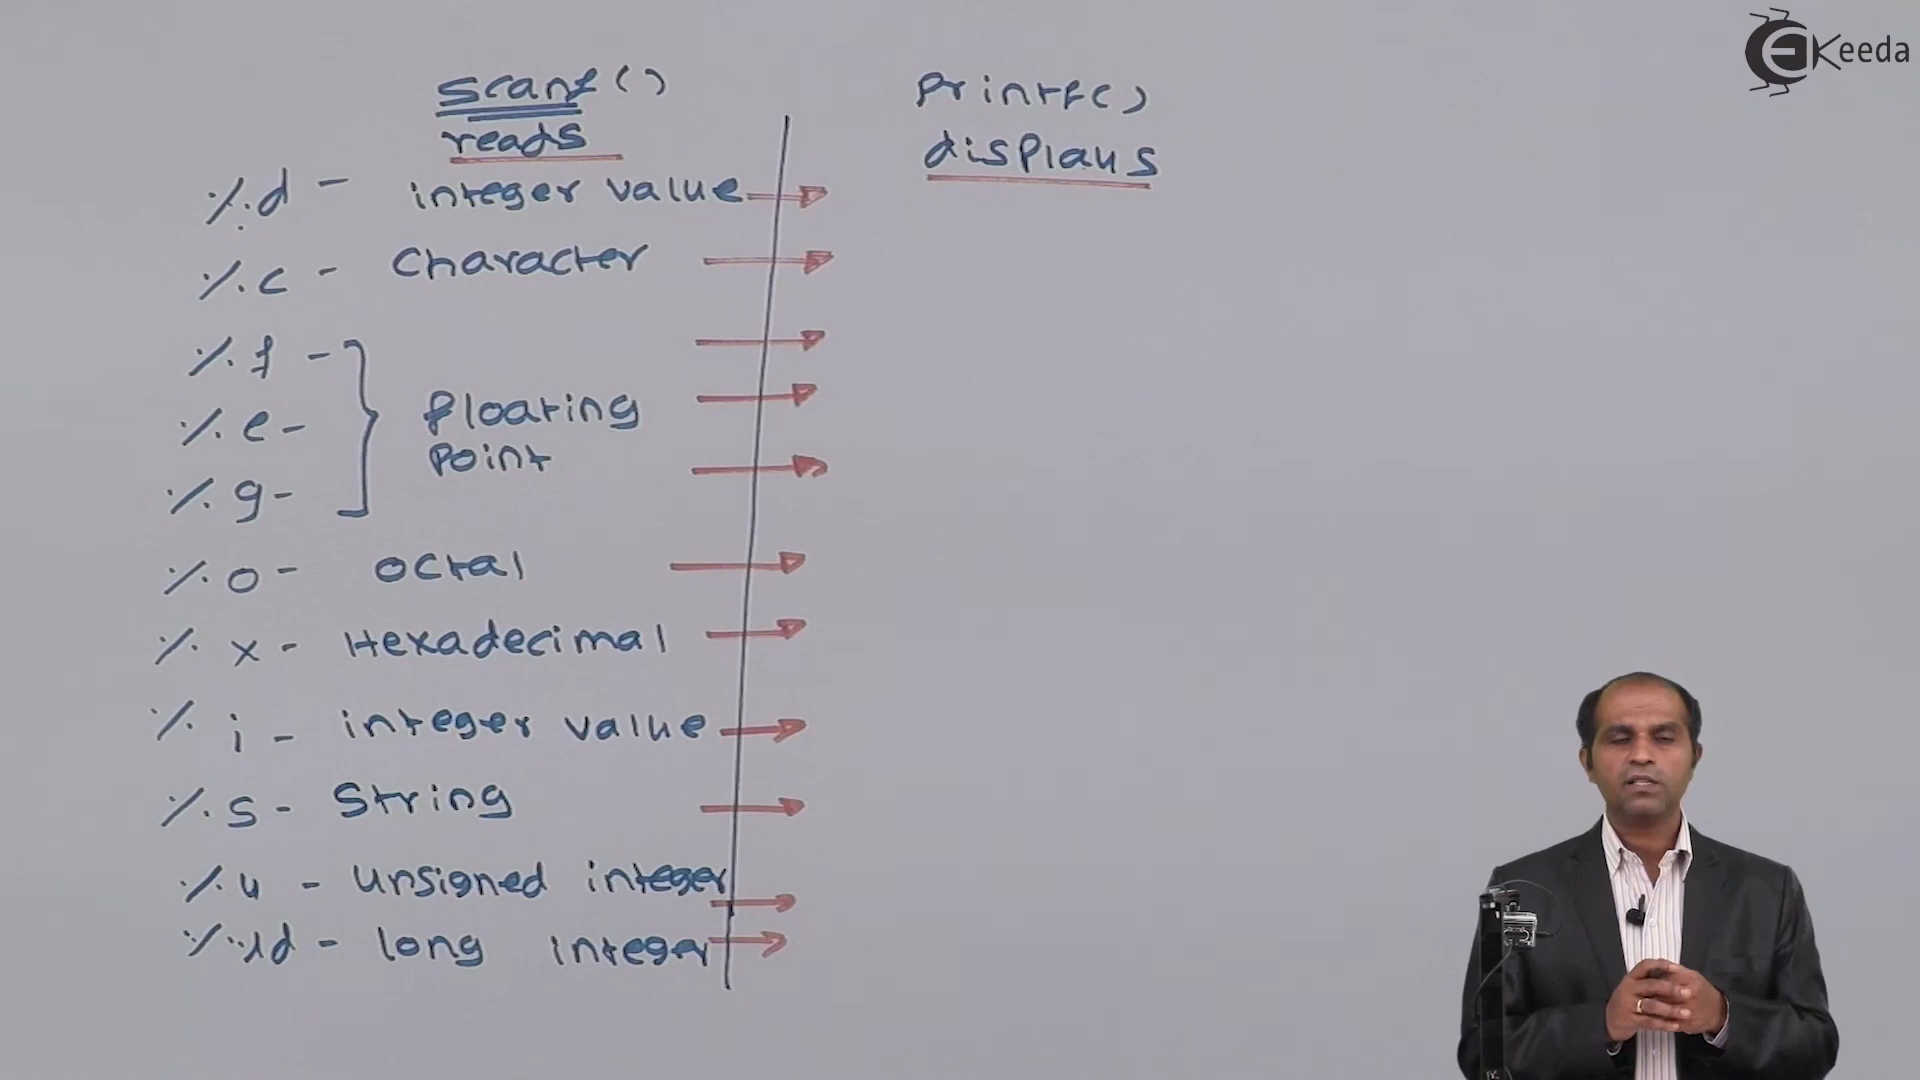 scanf()
reads
%d - integer value
%c - Character
%f -
%e -
%g -
floating
point
%o - octal
%x - Hexadecimal
%i - integer value
%s - String
%u - unsigned integer
%ld - long integer
printf()
displays
eKeeda